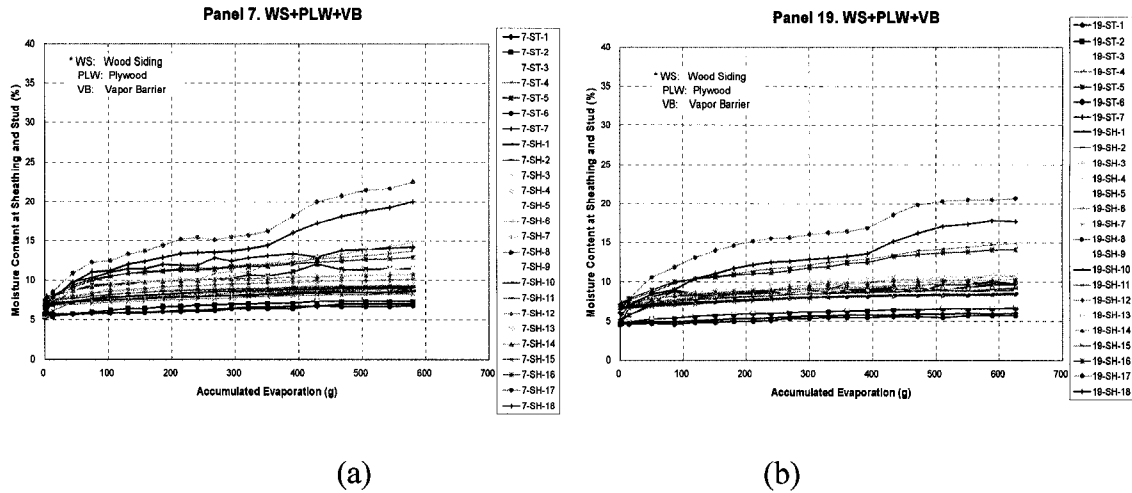 Panel 7. WS+PLW+VB
Moisture Content at Sheathing and Stud (%)
40
35
30
25
20
15
10
5
0
* WS: Wood Siding
PLW: Plywood
VB: Vapor Barrier
0
100
200
300
400
500
600
700
Accumulated Evaporation (g)
7-ST-1
7-ST-2
7-ST-3
7-ST-4
7-ST-5
7-ST-6
7-ST-7
7-SH-1
7-SH-2
7-SH-3
7-SH-4
7-SH-5
7-SH-6
7-SH-7
7-SH-8
7-SH-9
7-SH-10
7-SH-11
7-SH-12
7-SH-13
7-SH-14
7-SH-15
7-SH-16
7-SH-17
7-SH-18
(a)
Panel 19. WS+PLW+VB
Moisture Content at Sheathing and Stud (%)
40
35
30
25
20
15
10
5
0
* WS: Wood Siding
PLW: Plywood
VB: Vapor Barrier
0
100
200
300
400
500
600
700
Accumulated Evaporation (g)
19-ST-1
19-ST-2
19-ST-3
19-ST-4
19-ST-5
19-ST-6
19-ST-7
19-SH-1
19-SH-2
19-SH-3
19-SH-4
19-SH-5
19-SH-6
19-SH-7
19-SH-8
19-SH-9
19-SH-10
19-SH-11
19-SH-12
19-SH-13
19-SH-14
19-SH-15
19-SH-16
19-SH-17
19-SH-18
(b)